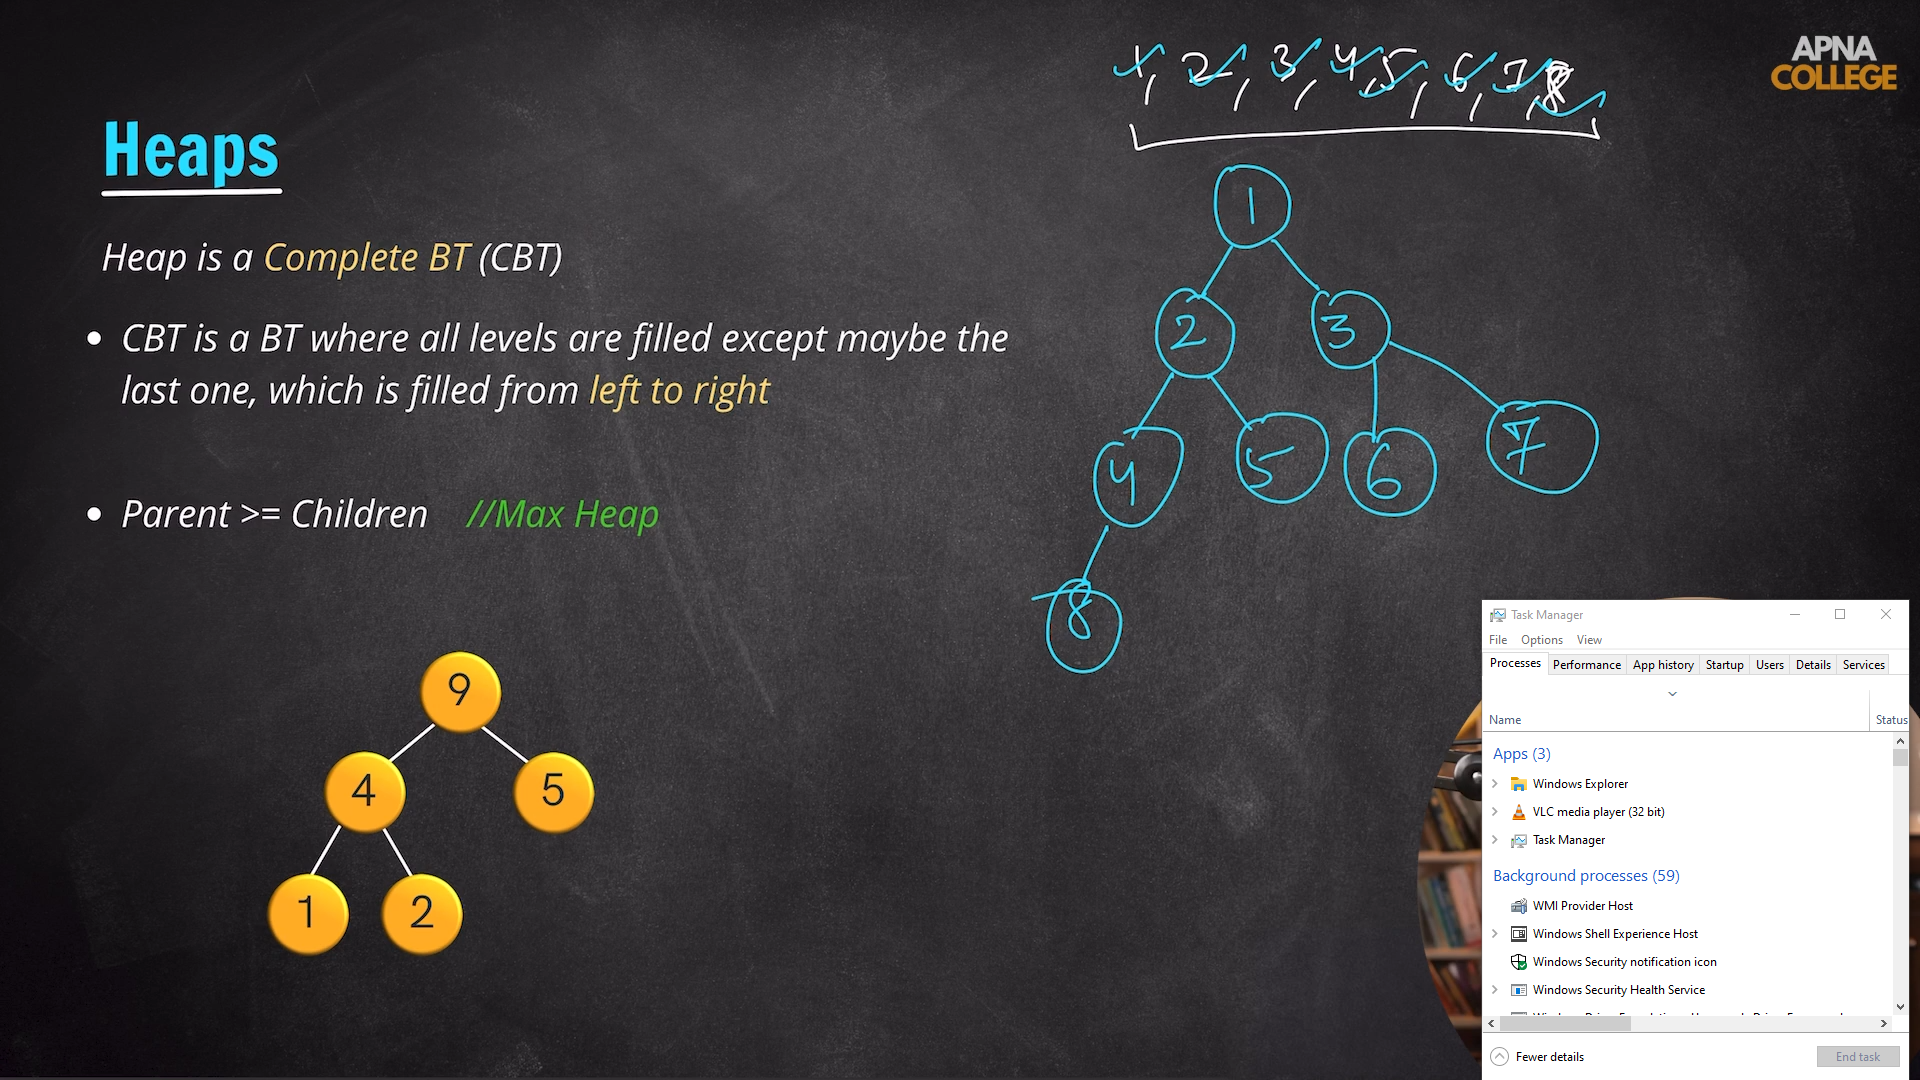 APNA
COLLEGE
1, 2, 3, 4, 5, 6, 7, 8
Heaps
Heap is a Complete BT (CBT)
• CBT is a BT where all levels are filled except maybe the
last one, which is filled from left to right
• Parent >= Children //Max Heap
1
2 3
4 5 6 7
8
9
4 5
1 2
Task Manager
File Options View
Processes Performance App history Startup Users Details Services
Name Status
Apps (3)
Windows Explorer
VLC media player (32 bit)
Task Manager
Background processes (59)
WMI Provider Host
Windows Shell Experience Host
Windows Security notification icon
Windows Security Health Service
Fewer details End task